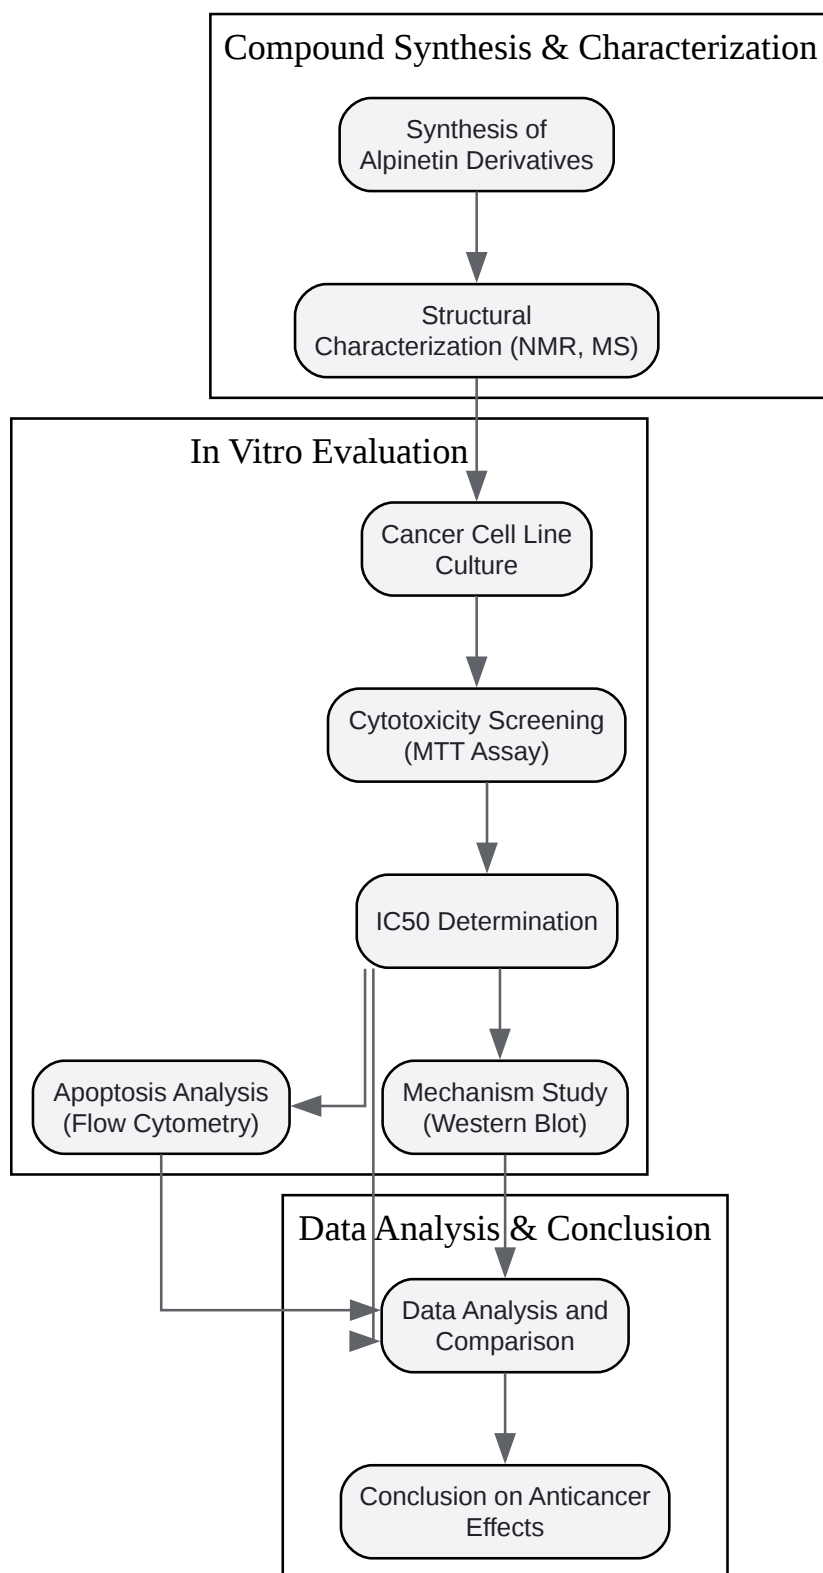 Compound Synthesis & Characterization
Synthesis of
Alpinetin Derivatives
Structural
Characterization (NMR, MS)
In Vitro Evaluation
Cancer Cell Line
Culture
Cytotoxicity Screening
(MTT Assay)
IC50 Determination
Apoptosis Analysis
(Flow Cytometry)
Mechanism Study
(Western Blot)
Data Analysis & Conclusion
Data Analysis and
Comparison
Conclusion on Anticancer
Effects